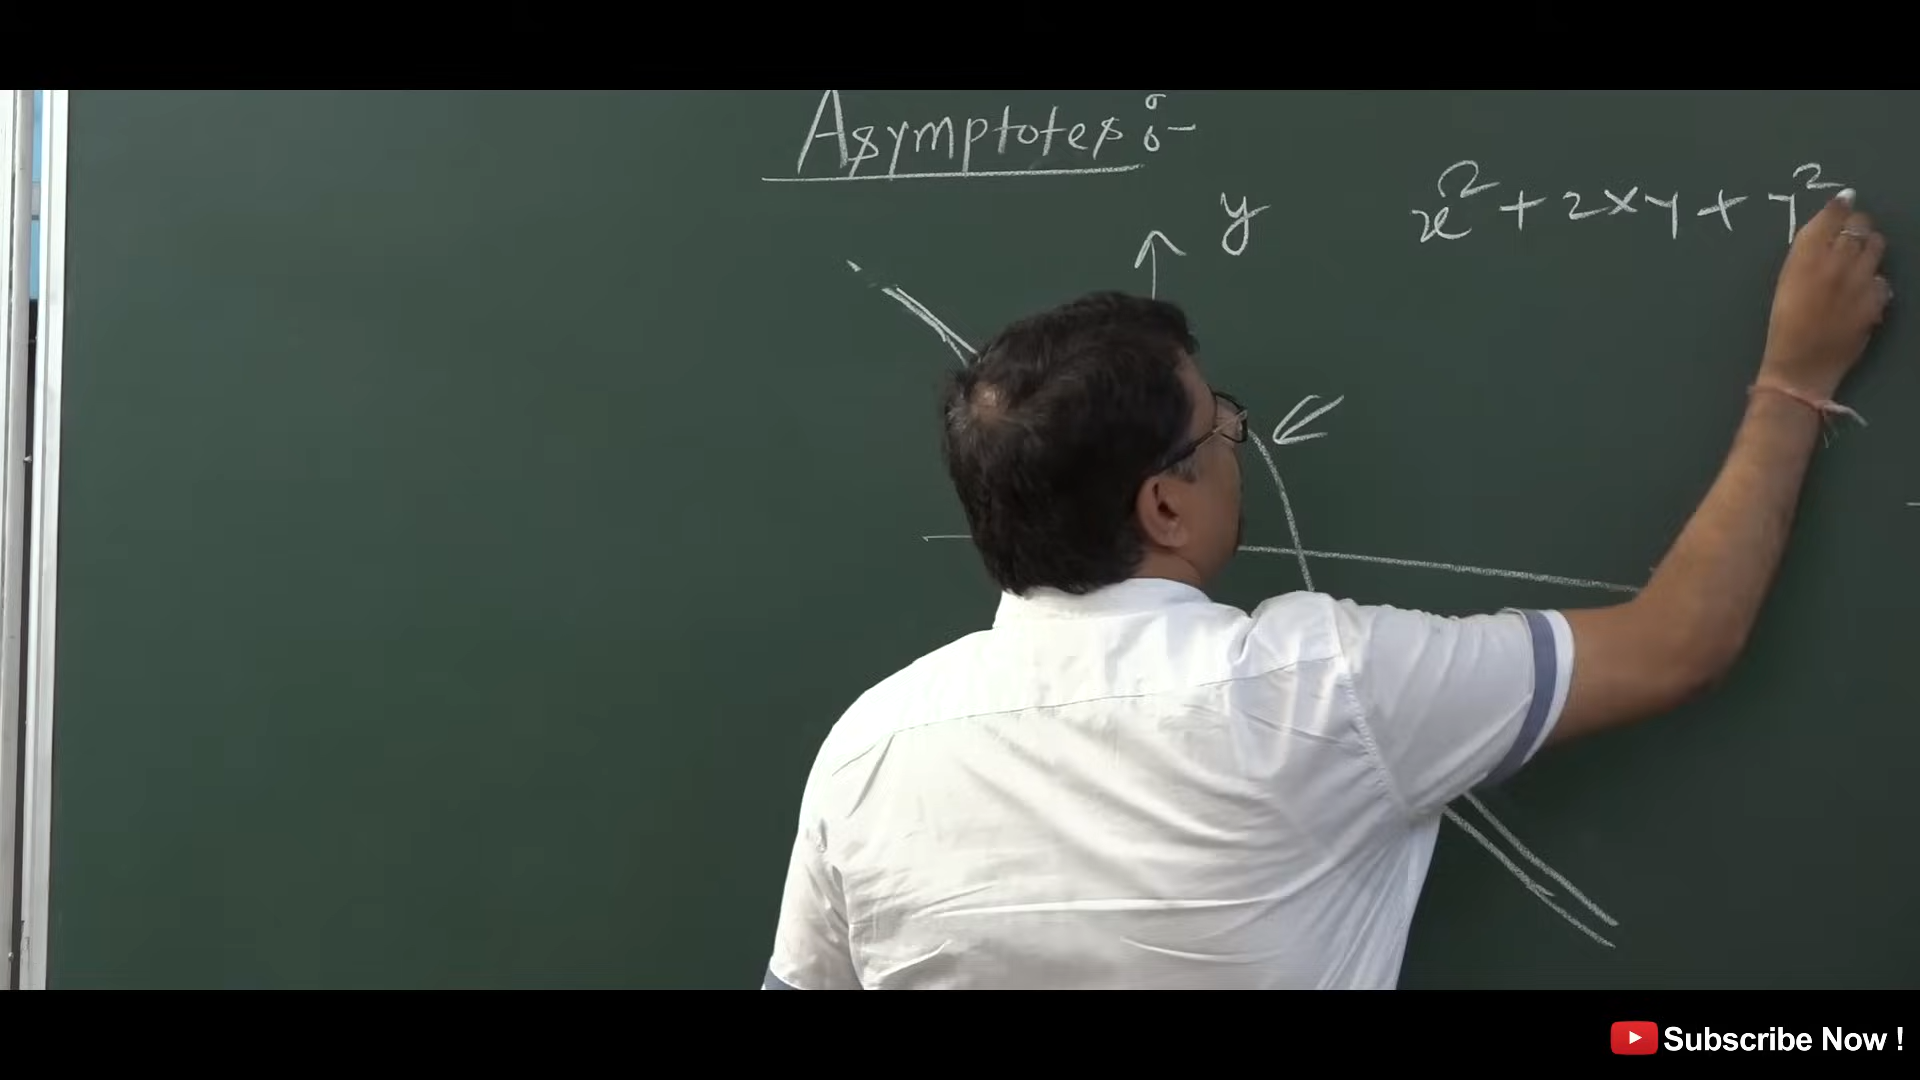 Asymptotes :-
y
x² + 2xy + y²
Subscribe Now !